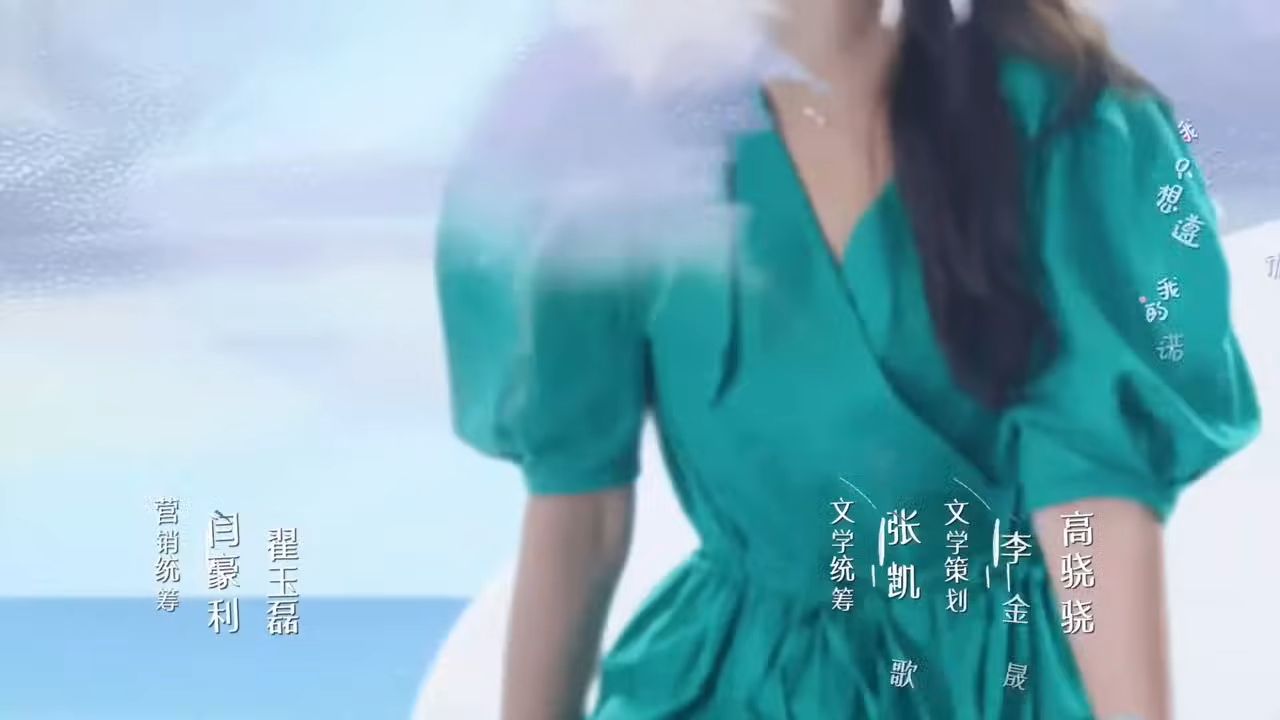 营销统筹
闫豪利
翟玉磊
文学统筹
张凯歌
文学策划
李金晟
高骁骁
我只想遵
我的诺